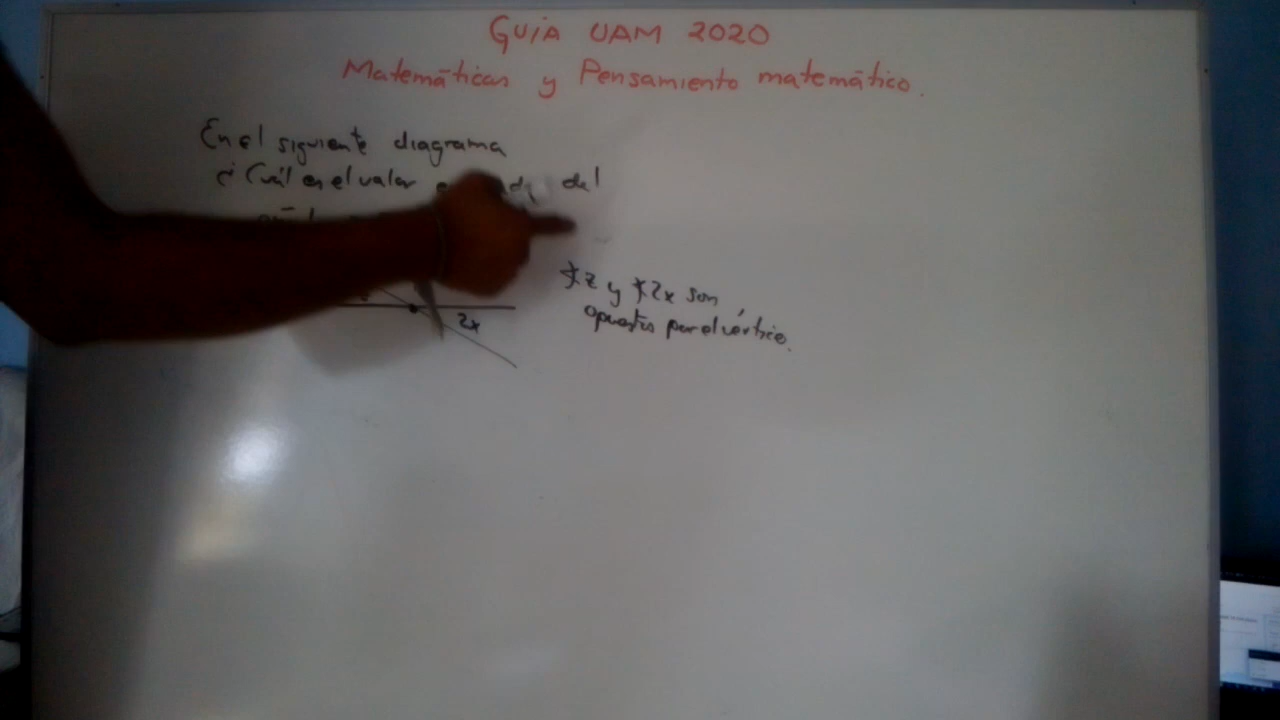 GUIA UAM 2020
Matemáticas y Pensamiento matemático.
En el siguiente diagrama
¿Cuál es el valor del
∡z y ∡2x son
opuestos por el vértice.
2x